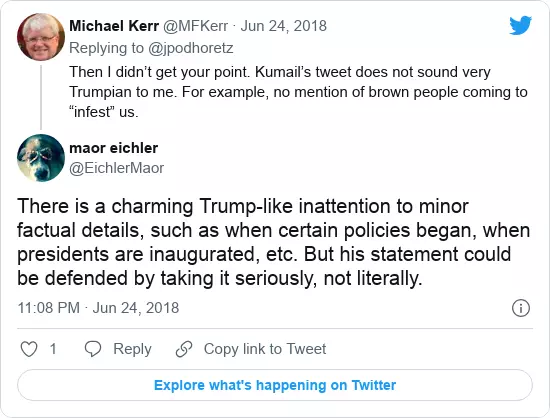 Michael Kerr @MFKerr · Jun 24, 2018
Replying to @jpodhoretz
Then I didn’t get your point. Kumail’s tweet does not sound very
Trumpian to me. For example, no mention of brown people coming to
“infest” us.
maor eichler
@EichlerMaor
There is a charming Trump-like inattention to minor
factual details, such as when certain policies began, when
presidents are inaugurated, etc. But his statement could
be defended by taking it seriously, not literally.
11:08 PM · Jun 24, 2018
1 Reply Copy link to Tweet
Explore what's happening on Twitter